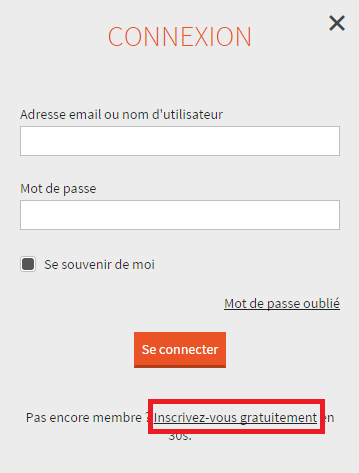 CONNEXION
Adresse email ou nom d'utilisateur
Mot de passe
Se souvenir de moi
Mot de passe oublié
Se connecter
Pas encore membre ? Inscrivez-vous gratuitement en
30s.